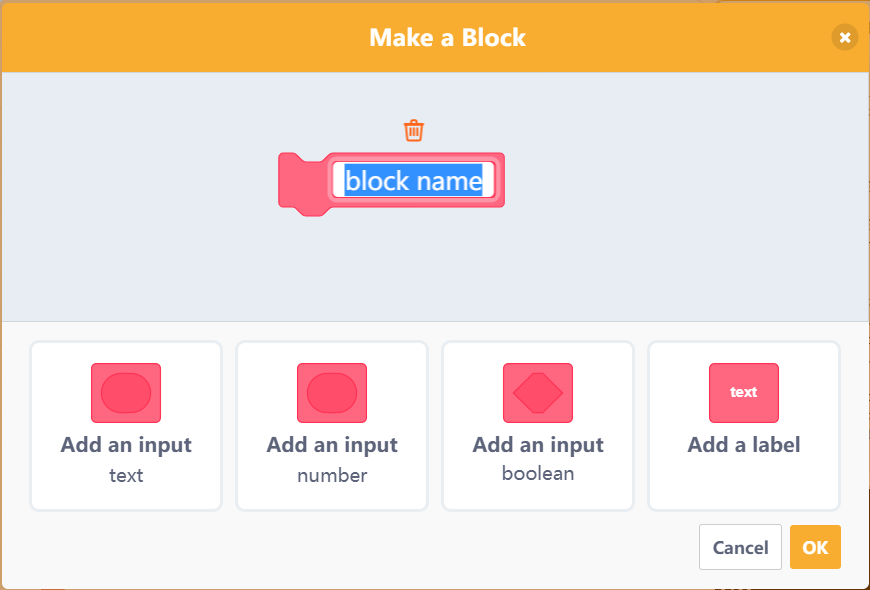 Make a Block
block name
Add an input
text
Add an input
number
Add an input
boolean
text
Add a label
Cancel
OK